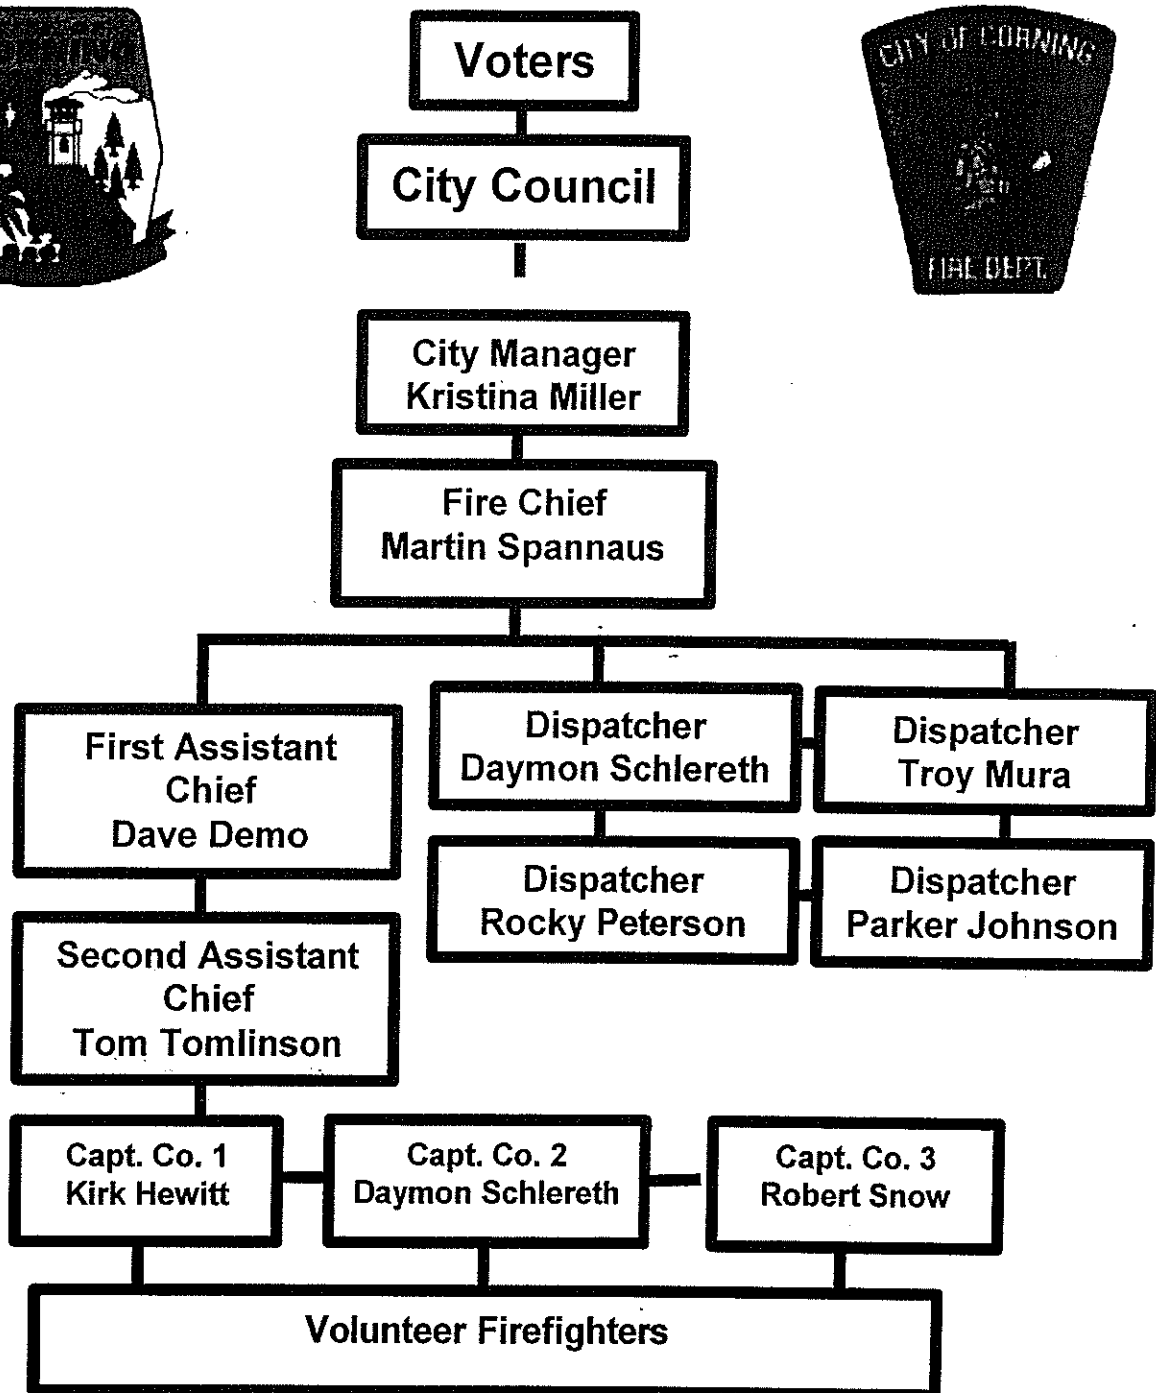 CITY OF CORNING
FIRE DEPT.
Voters
City Council
City Manager
Kristina Miller
Fire Chief
Martin Spannaus
First Assistant
Chief
Dave Demo
Dispatcher
Daymon Schlereth
Dispatcher
Troy Mura
Dispatcher
Rocky Peterson
Dispatcher
Parker Johnson
Second Assistant
Chief
Tom Tomlinson
Capt. Co. 1
Kirk Hewitt
Capt. Co. 2
Daymon Schlereth
Capt. Co. 3
Robert Snow
Volunteer Firefighters